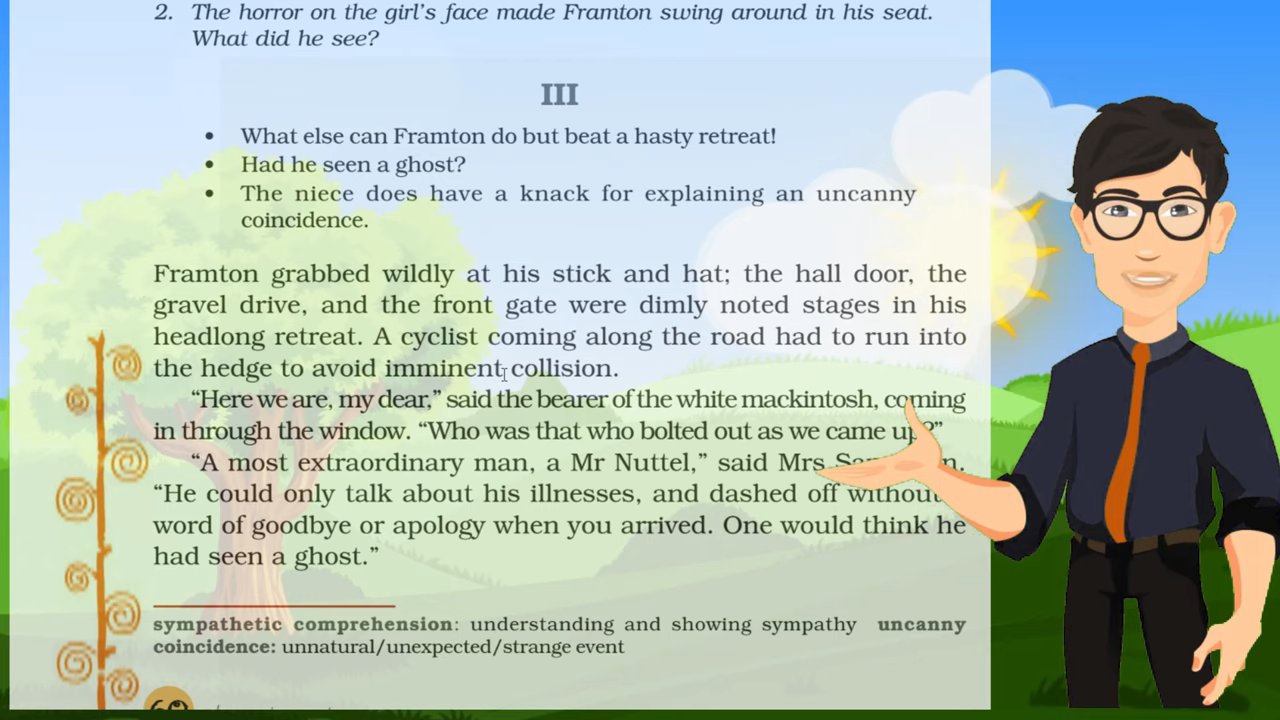 2. The horror on the girl's face made Framton swing around in his seat.
What did he see?
III
• What else can Framton do but beat a hasty retreat!
• Had he seen a ghost?
• The niece does have a knack for explaining an uncanny
coincidence.
Framton grabbed wildly at his stick and hat; the hall door, the
gravel drive, and the front gate were dimly noted stages in his
headlong retreat. A cyclist coming along the road had to run into
the hedge to avoid imminent collision.
“Here we are, my dear,” said the bearer of the white mackintosh, coming
in through the window. “Who was that who bolted out as we came up?”
“A most extraordinary man, a Mr Nuttel,” said Mrs
“He could only talk about his illnesses, and dashed off without
word of goodbye or apology when you arrived. One would think he
had seen a ghost.”
sympathetic comprehension: understanding and showing sympathy uncanny
coincidence: unnatural/unexpected/strange event